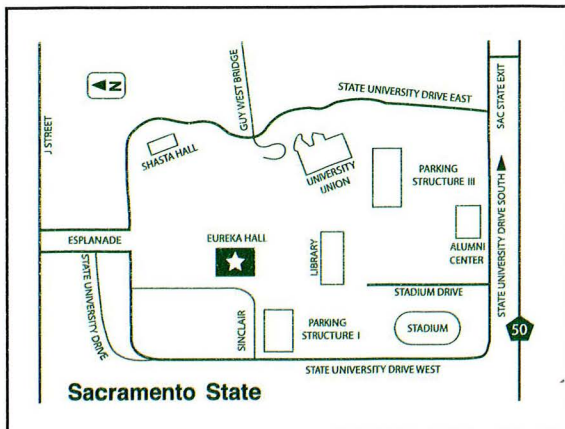 J STREET
N
GUY WEST BRIDGE
STATE UNIVERSITY DRIVE EAST
SAC STATE EXIT
SHASTA HALL
UNIVERSITY
UNION
PARKING
STRUCTURE III
STATE UNIVERSITY DRIVE SOUTH
ESPLANADE
EUREKA HALL
LIBRARY
ALUMNI
CENTER
STATE UNIVERSITY DRIVE
STADIUM DRIVE
SINCLAIR
PARKING
STRUCTURE I
STADIUM
50
STATE UNIVERSITY DRIVE WEST
Sacramento State